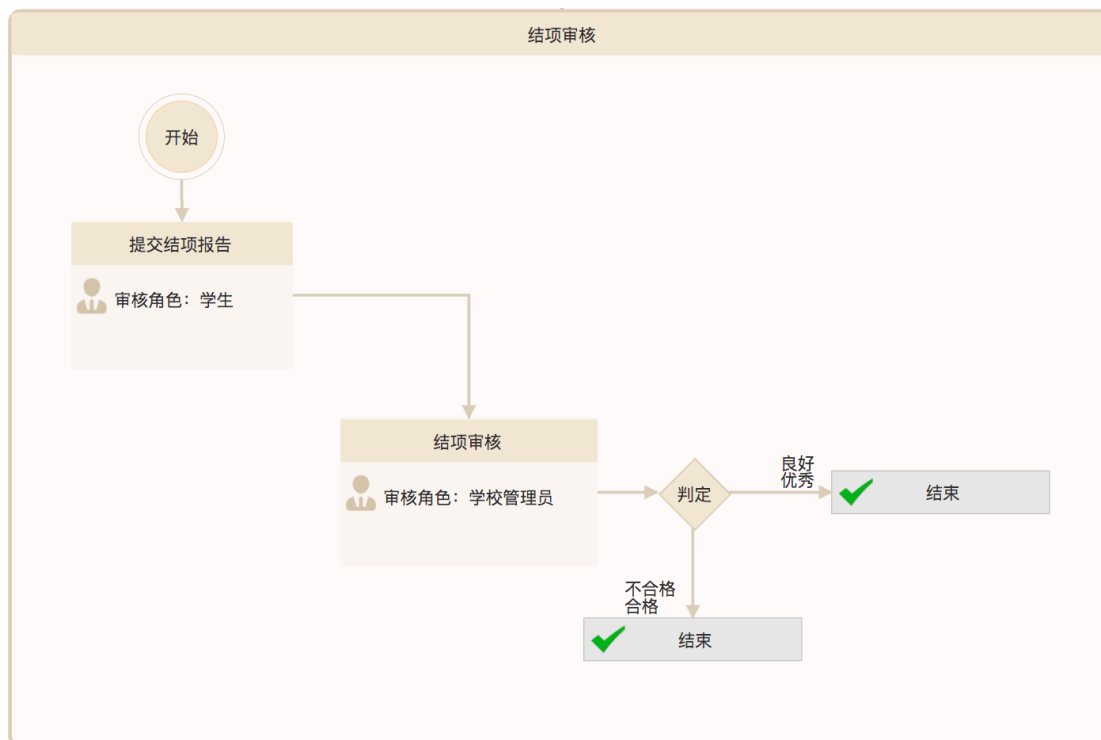 结项审核
开始
提交结项报告
审核角色：学生
结项审核
审核角色：学校管理员
判定
良好
优秀
结束
不合格
合格
结束